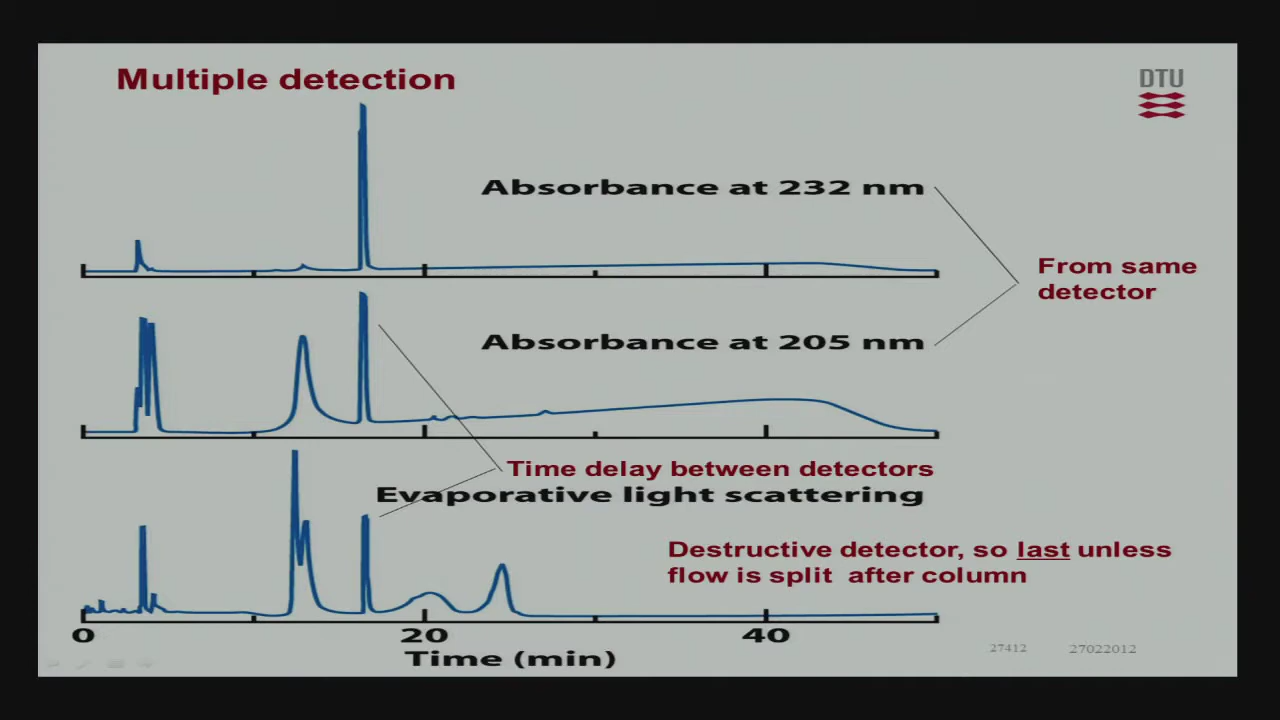 Multiple detection
DTU
Absorbance at 232 nm
From same
detector
Absorbance at 205 nm
Time delay between detectors
Evaporative light scattering
Destructive detector, so last unless
flow is split after column
0 20 40
Time (min)
27412 27022012